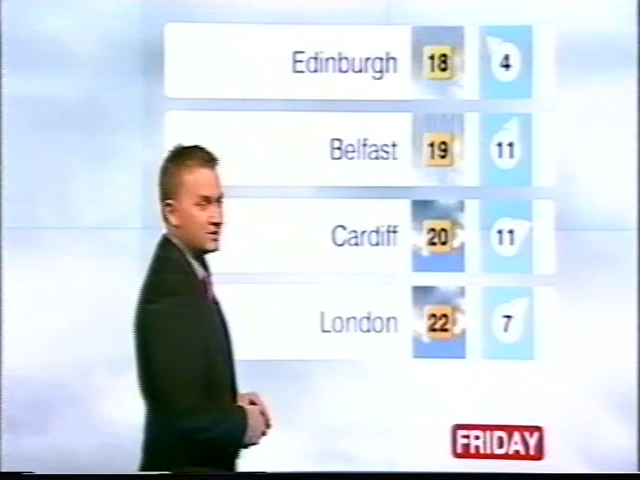 Edinburgh 18 4
Belfast 19 11
Cardiff 20 11
London 22 7
FRIDAY